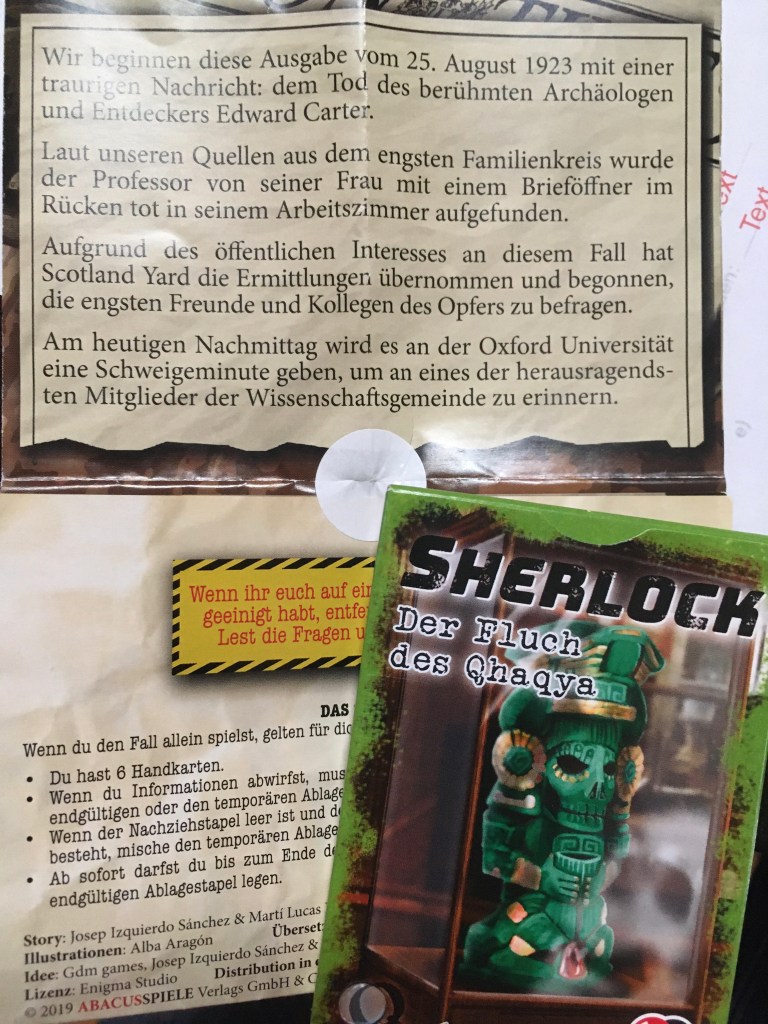 Wir beginnen diese Ausgabe vom 25. August 1923 mit einer
traurigen Nachricht: dem Tod des berühmten Archäologen
und Entdeckers Edward Carter.
Laut unseren Quellen aus dem engsten Familienkreis wurde
der Professor von seiner Frau mit einem Brieföffner im
Rücken tot in seinem Arbeitszimmer aufgefunden.
Aufgrund des öffentlichen Interesses an diesem Fall hat
Scotland Yard die Ermittlungen übernommen und begonnen,
die engsten Freunde und Kollegen des Opfers zu befragen.
Am heutigen Nachmittag wird es an der Oxford Universität
eine Schweigeminute geben, um an eines der herausragends-
ten Mitglieder der Wissenschaftsgemeinde zu erinnern.
Text
Wenn ihr euch auf
geeinigt habt,
Lest die Fragen
DAS
Wenn du den Fall allein spielst, gelten für
• Du hast 6 Handkarten.
• Wenn du Informationen abwirfst,
endgültigen oder den temporären
• Wenn der Nachziehstapel leer ist und
besteht, mische den temporären
• Ab sofort darfst du bis zum Ende
endgültigen Ablagestapel legen.
Story: Josep Izquierdo Sánchez & Martí Lucas
Illustrationen: Alba Aragón
Idee: Gdm games, Josep Izquierdo Sánchez &
Lizenz: Enigma Studio Distribution in
© 2019 ABACUSSPIELE Verlags GmbH &
SHERLOCK
Der Fluch
des Qhaqya